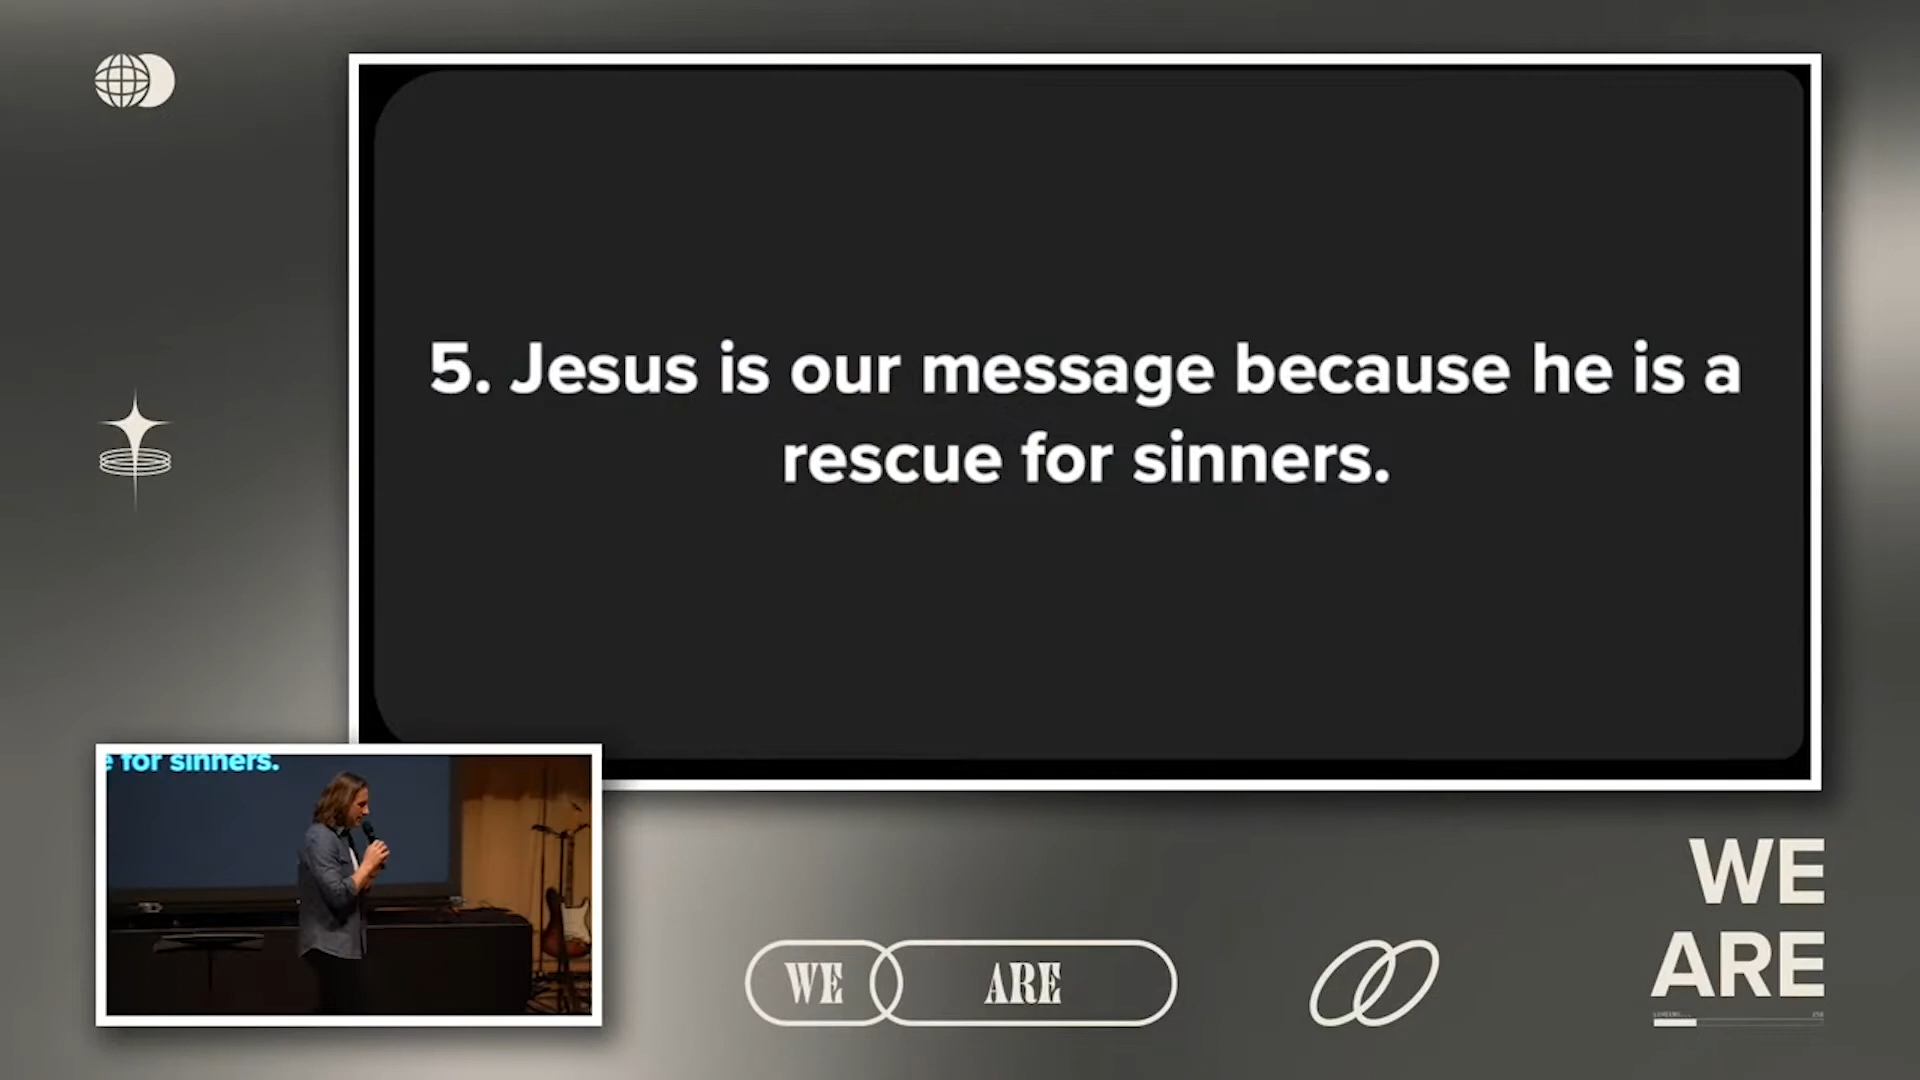 5. Jesus is our message because he is a
rescue for sinners.
e for sinners.
WE
ARE
WE
ARE